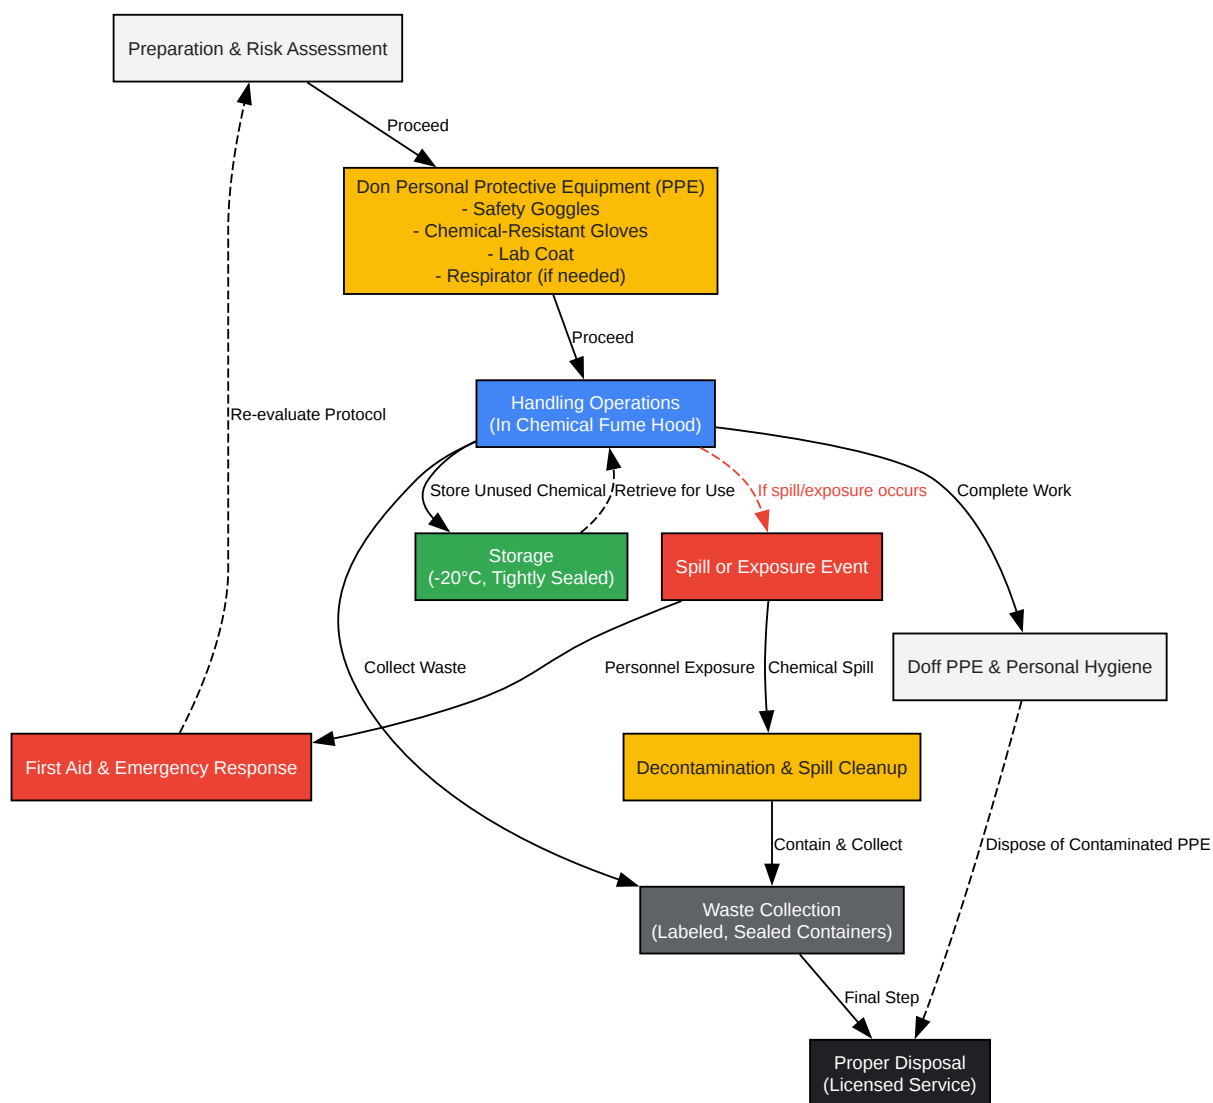 Preparation & Risk Assessment
Proceed
Don Personal Protective Equipment (PPE)
- Safety Goggles
- Chemical-Resistant Gloves
- Lab Coat
- Respirator (if needed)
Proceed
Handling Operations
(In Chemical Fume Hood)
Re-evaluate Protocol
Store Unused Chemical
Retrieve for Use
If spill/exposure occurs
Complete Work
Storage
(-20°C, Tightly Sealed)
Spill or Exposure Event
Collect Waste
Personnel Exposure
Chemical Spill
Doff PPE & Personal Hygiene
First Aid & Emergency Response
Decontamination & Spill Cleanup
Contain & Collect
Dispose of Contaminated PPE
Waste Collection
(Labeled, Sealed Containers)
Final Step
Proper Disposal
(Licensed Service)